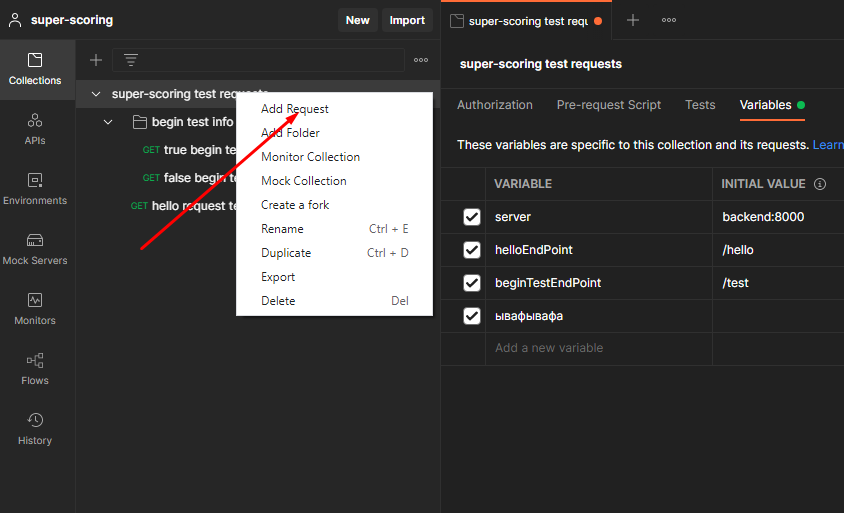 super-scoring
New
Import
super-scoring test requ
Collections
APIs
Environments
Mock Servers
Monitors
Flows
History
super-scoring test requests
begin test info
GET true begin te
GET false begin te
GET hello request te
Add Request
Add Folder
Monitor Collection
Mock Collection
Create a fork
Rename Ctrl + E
Duplicate Ctrl + D
Export
Delete Del
super-scoring test requests
Authorization Pre-request Script Tests Variables
These variables are specific to this collection and its requests. Learn
VARIABLE INITIAL VALUE
server backend:8000
helloEndPoint /hello
beginTestEndPoint /test
ывафывафа
Add a new variable